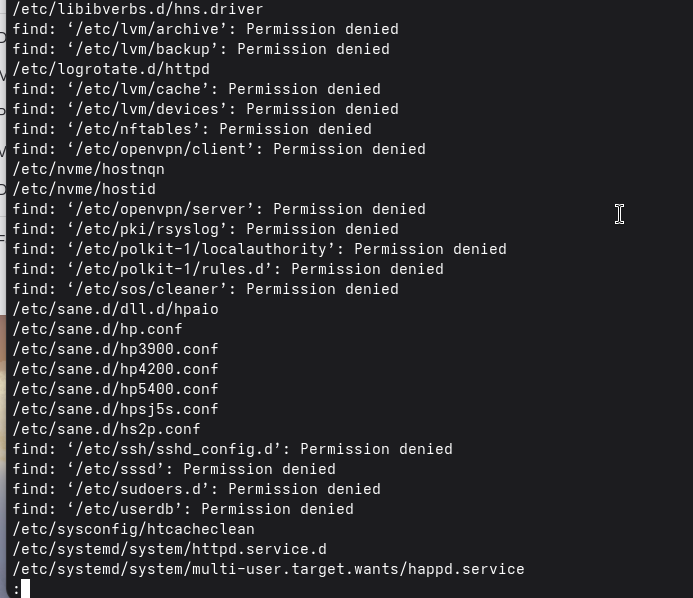 /etc/libibverbs.d/hns.driver
find: ‘/etc/lvm/archive’: Permission denied
find: ‘/etc/lvm/backup’: Permission denied
/etc/logrotate.d/httpd
find: ‘/etc/lvm/cache’: Permission denied
find: ‘/etc/lvm/devices’: Permission denied
find: ‘/etc/nftables’: Permission denied
find: ‘/etc/openvpn/client’: Permission denied
/etc/nvme/hostnqn
/etc/nvme/hostid
find: ‘/etc/openvpn/server’: Permission denied
find: ‘/etc/pki/rsyslog’: Permission denied
find: ‘/etc/polkit-1/localauthority’: Permission denied
find: ‘/etc/polkit-1/rules.d’: Permission denied
find: ‘/etc/sos/cleaner’: Permission denied
/etc/sane.d/dll.d/hpaio
/etc/sane.d/hp.conf
/etc/sane.d/hp3900.conf
/etc/sane.d/hp4200.conf
/etc/sane.d/hp5400.conf
/etc/sane.d/hpsj5s.conf
/etc/sane.d/hs2p.conf
find: ‘/etc/ssh/sshd_config.d’: Permission denied
find: ‘/etc/sssd’: Permission denied
find: ‘/etc/sudoers.d’: Permission denied
find: ‘/etc/userdb’: Permission denied
/etc/sysconfig/htcacheclean
/etc/systemd/system/httpd.service.d
/etc/systemd/system/multi-user.target.wants/happd.service
: